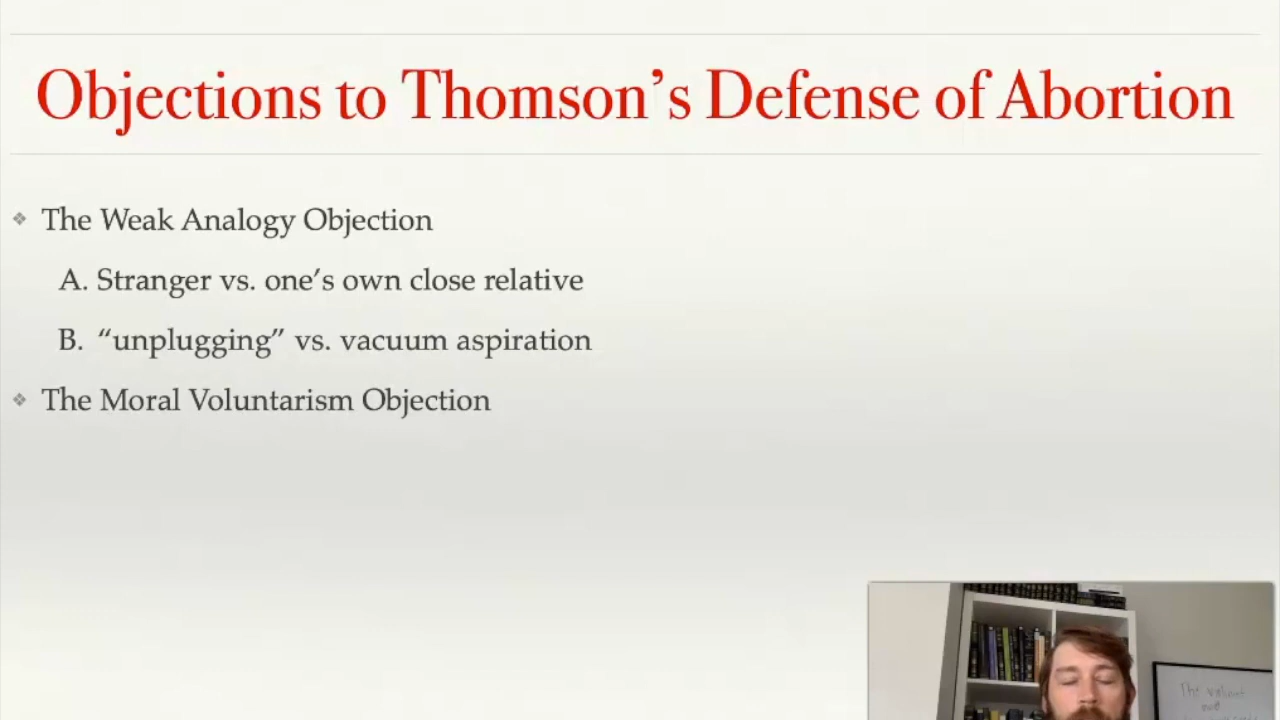 Objections to Thomson’s Defense of Abortion
❖ The Weak Analogy Objection
A. Stranger vs. one’s own close relative
B. “unplugging” vs. vacuum aspiration
❖ The Moral Voluntarism Objection
The